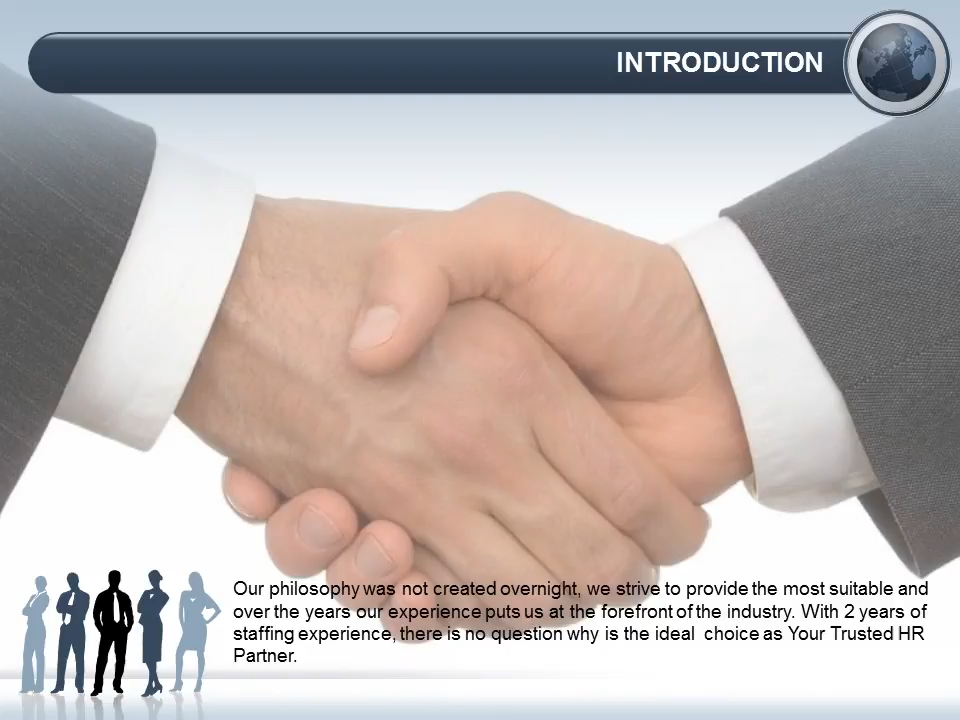 INTRODUCTION
Our philosophy was not created overnight, we strive to provide the most suitable and
over the years our experience puts us at the forefront of the industry. With 2 years of
staffing experience, there is no question why is the ideal choice as Your Trusted HR
Partner.